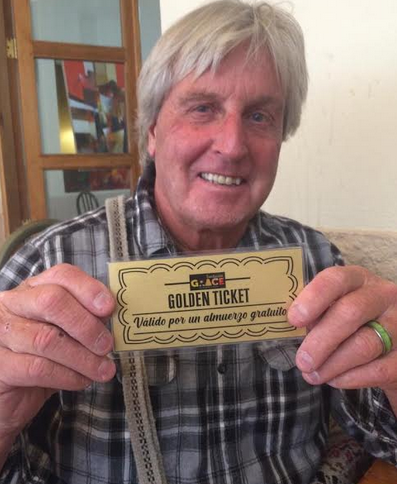 GRACE
GOLDEN TICKET
Válido por un almuerzo gratuito